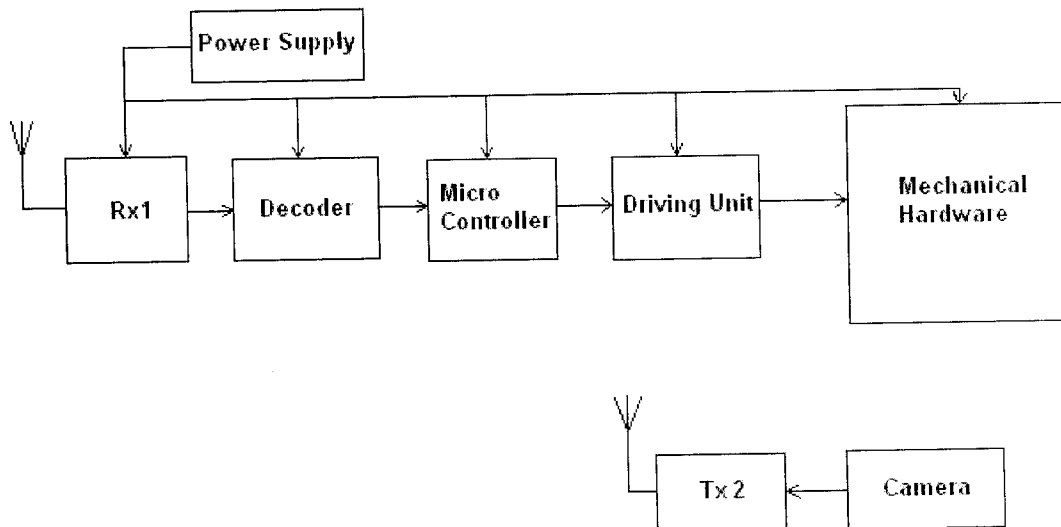 Power Supply
Rx1
Decoder
Micro
Controller
Driving Unit
Mechanical
Hardware
Tx 2
Camera